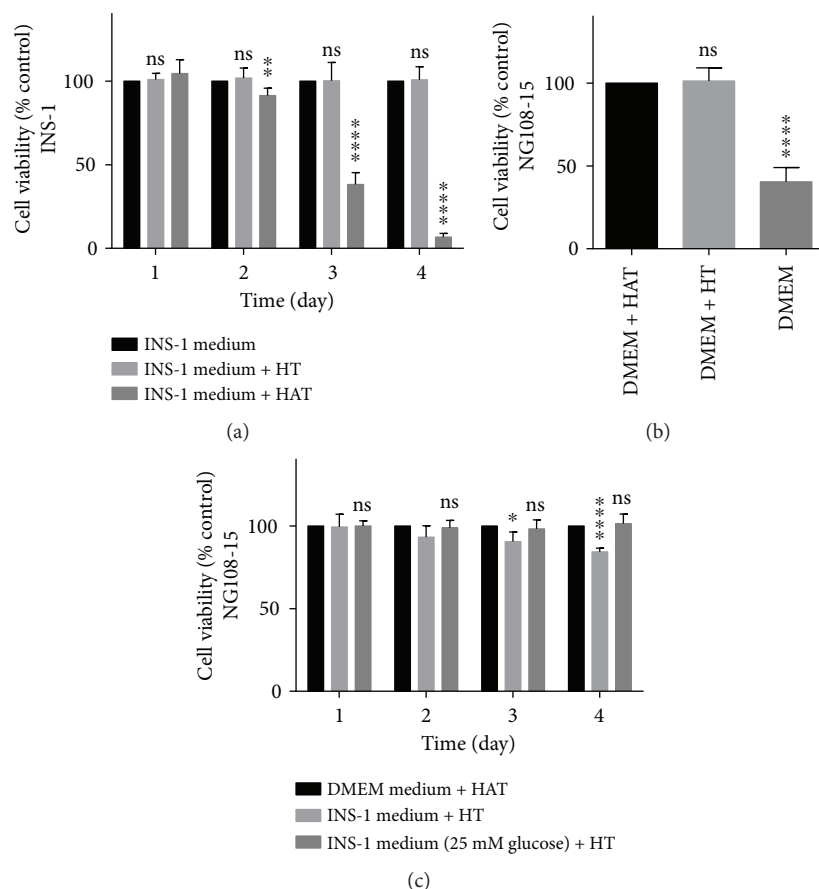 Cell viability (% control)
INS-1
100
50
0
ns
ns
**
ns
****
ns
****
1
2
3
4
Time (day)
INS-1 medium
INS-1 medium + HT
INS-1 medium + HAT
(a)
Cell viability (% control)
NG108-15
100
50
0
ns
****
DMEM + HAT
DMEM + HT
DMEM
(b)
Cell viability (% control)
NG108-15
100
50
0
ns
ns
*
ns
****
ns
1
2
3
4
Time (day)
DMEM medium + HAT
INS-1 medium + HT
INS-1 medium (25 mM glucose) + HT
(c)